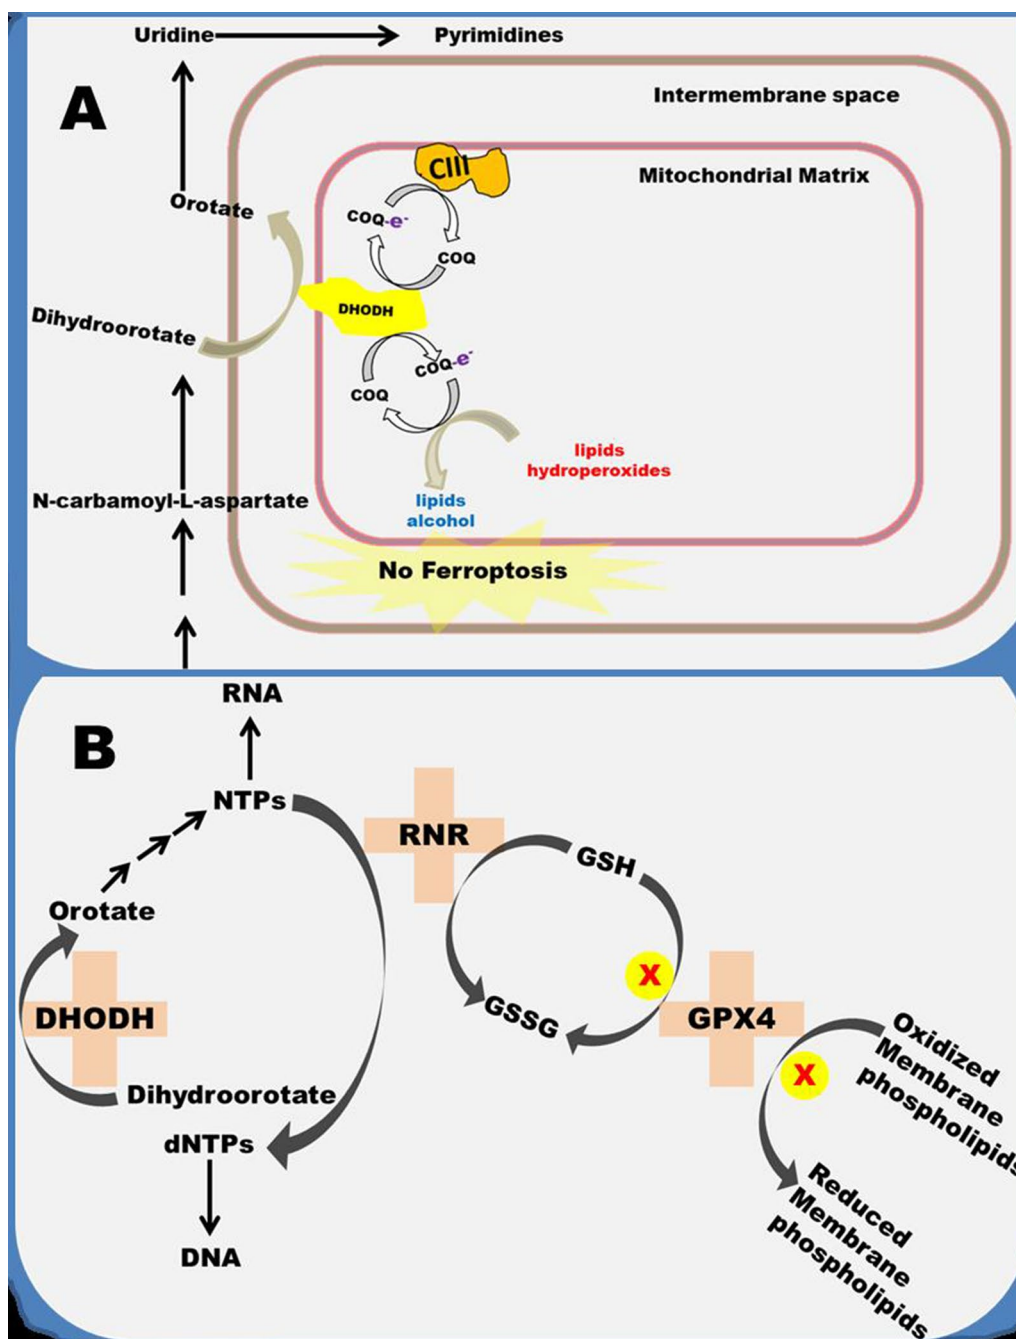 Uridine
Pyrimidines
A
Intermembrane space
CIII
Mitochondrial Matrix
Orotate
COQ-e-
COQ
DHODH
Dihydroorotate
COQ-e-
COQ
lipids
hydroperoxides
N-carbamoyl-L-aspartate
lipids
alcohol
No Ferroptosis
RNA
B
NTPs
RNR
GSH
Orotate
X
GSSG
DHODH
GPX4
Oxidized
Membrane
phospholipids
X
Dihydroorotate
dNTPs
Reduced
Membrane
phospholipids
DNA